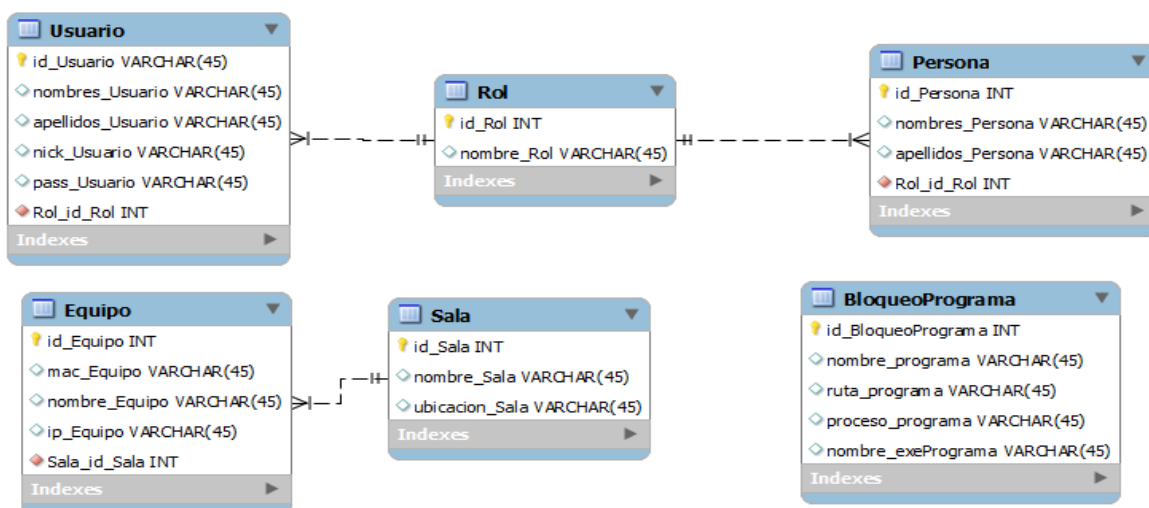 Usuario
id_Usuario VARCHAR(45)
nombres_Usuario VARCHAR(45)
apellidos_Usuario VARCHAR(45)
nick_Usuario VARCHAR(45)
pass_Usuario VARCHAR(45)
Rol_id_Rol INT
Indexes
Rol
id_Rol INT
nombre_Rol VARCHAR(45)
Indexes
Persona
id_Persona INT
nombres_Persona VARCHAR(45)
apellidos_Persona VARCHAR(45)
Rol_id_Rol INT
Indexes
Equipo
id_Equipo INT
mac_Equipo VARCHAR(45)
nombre_Equipo VARCHAR(45)
ip_Equipo VARCHAR(45)
Sala_id_Sala INT
Indexes
Sala
id_Sala INT
nombre_Sala VARCHAR(45)
ubicacion_Sala VARCHAR(45)
Indexes
BloqueoPrograma
id_BloqueoPrograma INT
nombre_programa VARCHAR(45)
ruta_programa VARCHAR(45)
proceso_programa VARCHAR(45)
nombre_exePrograma VARCHAR(45)
Indexes